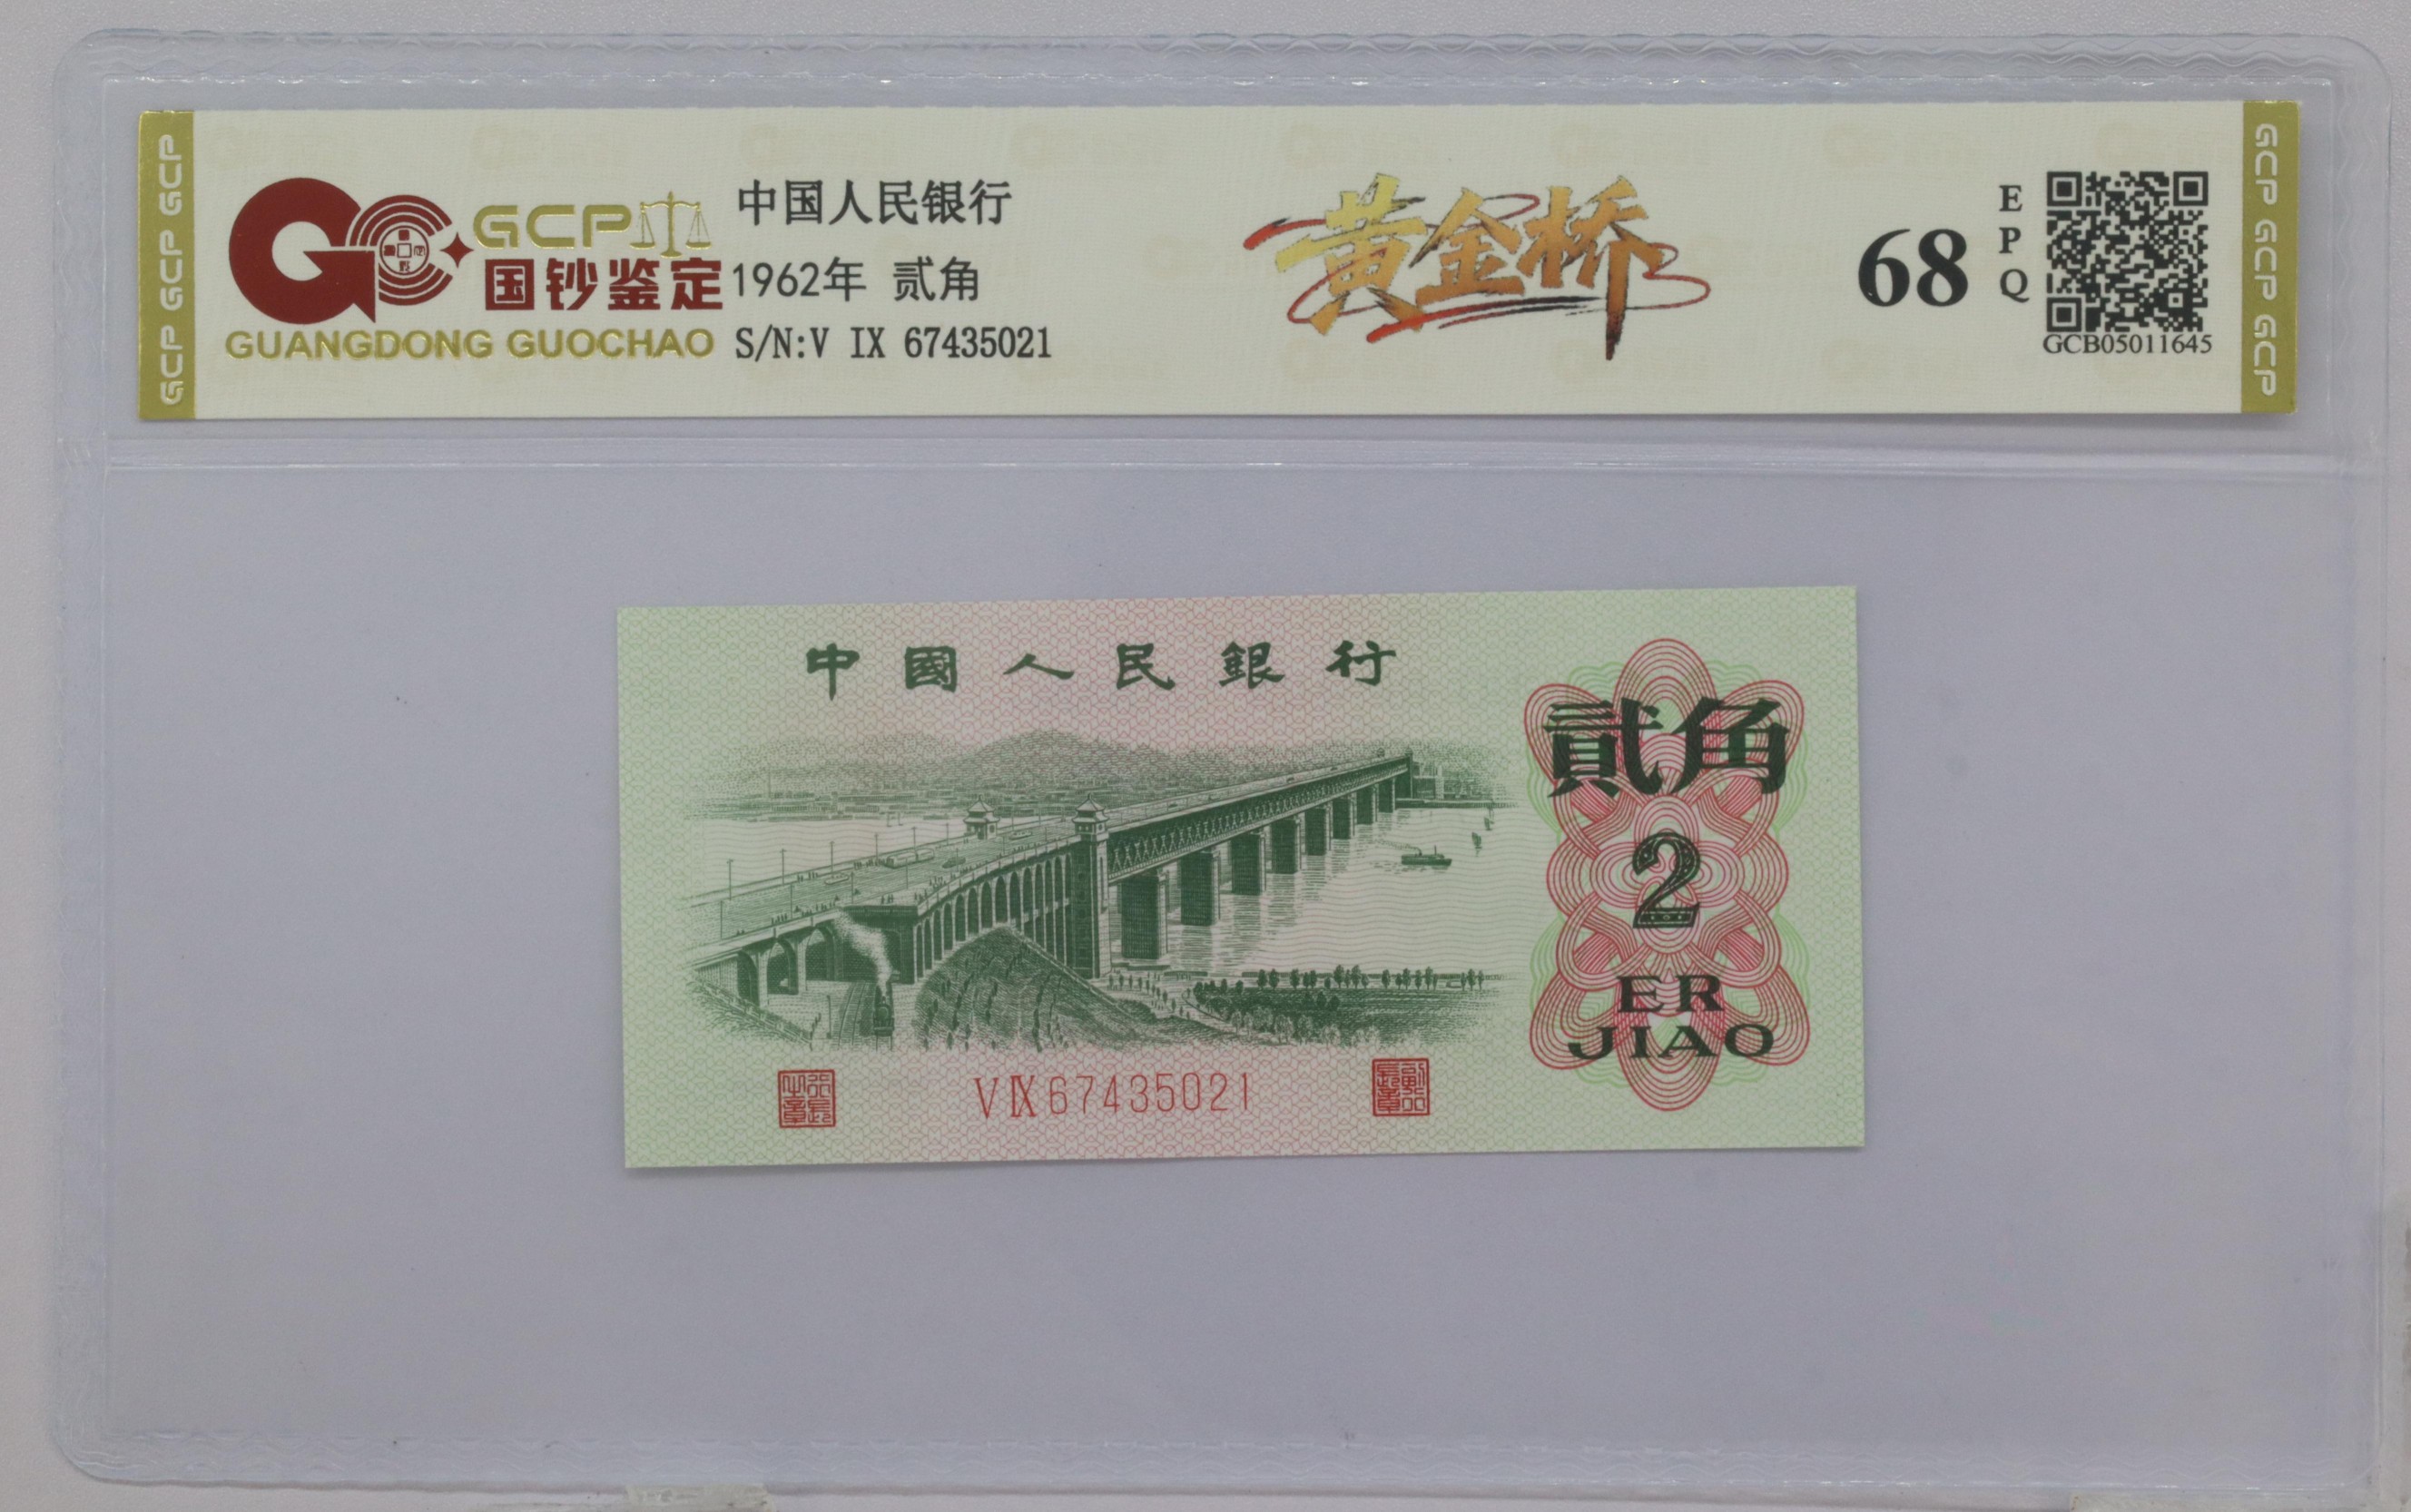 GCP GCP GCP
GCP
国钞鉴定
GUANGDONG GUOCHAO
中国人民银行
1962年 贰角
S/N:V IX 67435021
黄金桥
68
EPQ
GCB05011645
GCP GCP GCP
中國人民銀行
貳角
2
ER
JIAO
VⅨ67435021